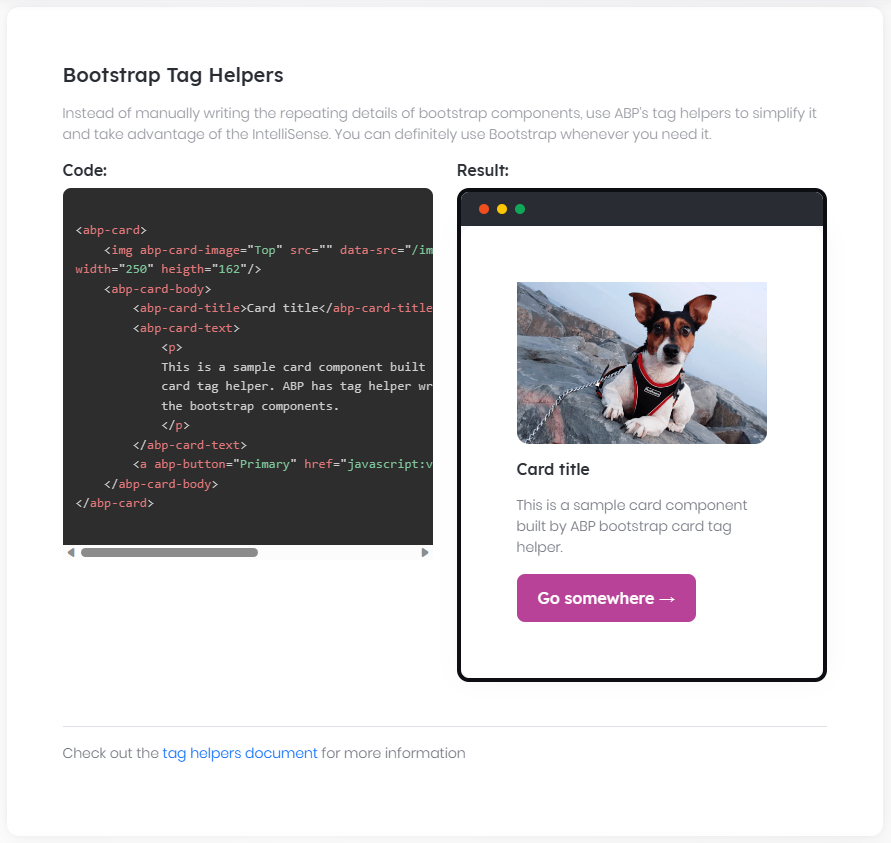 Bootstrap Tag Helpers
Instead of manually writing the repeating details of bootstrap components, use ABP's tag helpers to simplify it
and take advantage of the IntelliSense. You can definitely use Bootstrap whenever you need it.
Code:
<abp-card>
    <img abp-card-image="Top" src="" data-src="/im
width="250" heigth="162"/>
    <abp-card-body>
        <abp-card-title>Card title</abp-card-title
        <abp-card-text>
            <p>
            This is a sample card component built
            card tag helper. ABP has tag helper wr
            the bootstrap components.
            </p>
        </abp-card-text>
        <a abp-button="Primary" href="javascript:v
    </abp-card-body>
</abp-card>
Result:
Card title
This is a sample card component
built by ABP bootstrap card tag
helper.
Go somewhere →
Check out the tag helpers document for more information